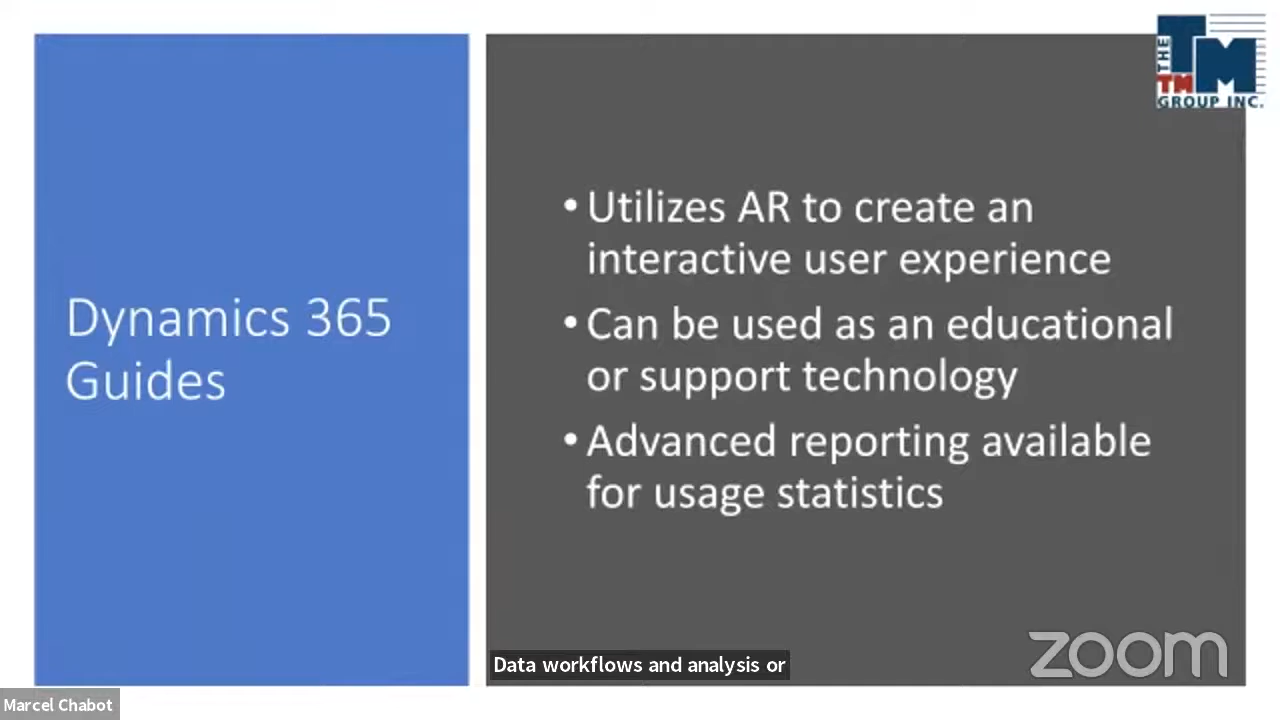 THE
TM
TM
GROUP INC.
Dynamics 365
Guides
• Utilizes AR to create an
interactive user experience
• Can be used as an educational
or support technology
• Advanced reporting available
for usage statistics
Data workflows and analysis or
zoom
Marcel Chabot